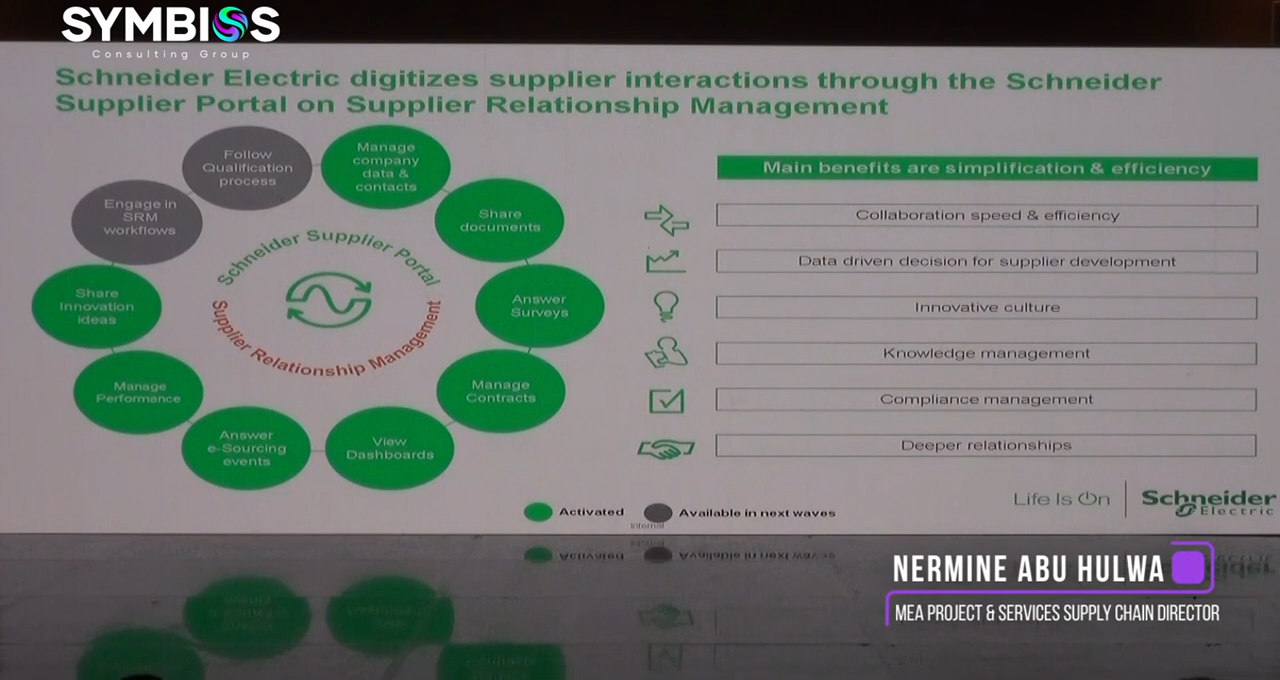 SYMBIOS
Consulting Group
Schneider Electric digitizes supplier interactions through the Schneider
Supplier Portal on Supplier Relationship Management
Follow
Qualification
process
Manage
company
data &
contacts
Engage in
SRM
workflows
Share
documents
Share
Innovation
ideas
Answer
Surveys
Manage
Performance
Manage
Contracts
Answer
e-Sourcing
events
View
Dashboards
Schneider Supplier Portal
Supplier Relationship Management
Main benefits are simplification & efficiency
Collaboration speed & efficiency
Data driven decision for supplier development
Innovative culture
Knowledge management
Compliance management
Deeper relationships
Activated
Available in next waves
Internal
Life Is On
Schneider
Electric
NERMINE ABU HULWA
MEA PROJECT & SERVICES SUPPLY CHAIN DIRECTOR